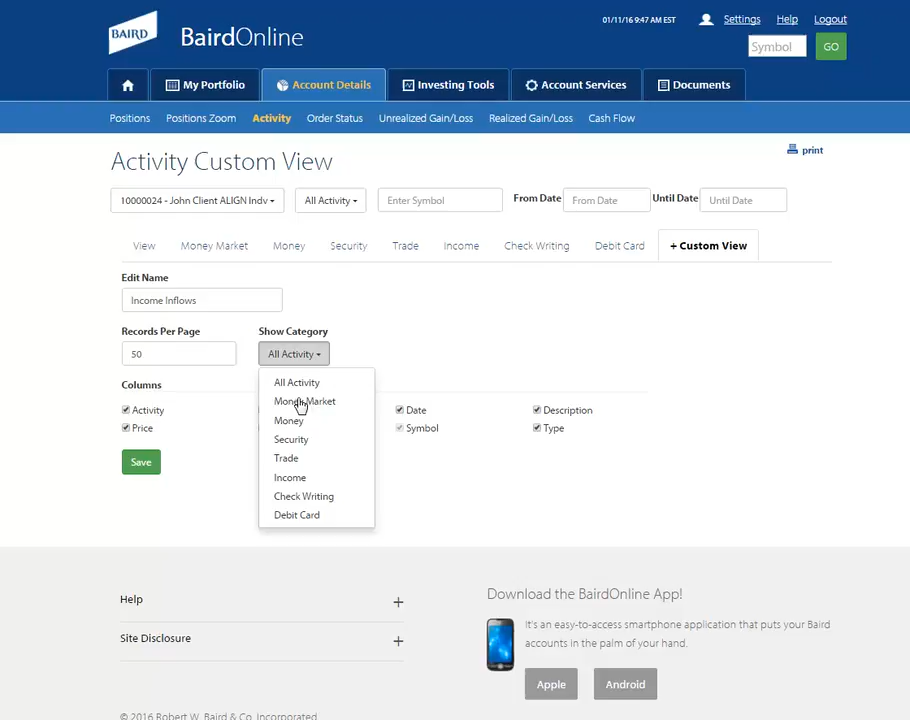 BAIRD
BairdOnline
01/11/16 9:47 AM EST
Settings
Help
Logout
Symbol
GO
My Portfolio
Account Details
Investing Tools
Account Services
Documents
Positions
Positions Zoom
Activity
Order Status
Unrealized Gain/Loss
Realized Gain/Loss
Cash Flow
Activity Custom View
print
10000024 - John Client ALIGN Indv
All Activity
Enter Symbol
From Date
From Date
Until Date
Until Date
View
Money Market
Money
Security
Trade
Income
Check Writing
Debit Card
+ Custom View
Edit Name
Income Inflows
Records Per Page
Show Category
50
All Activity
Columns
All Activity
Money Market
Money
Security
Trade
Income
Check Writing
Debit Card
Activity
Date
Description
Price
Symbol
Type
Save
Help
Site Disclosure
Download the BairdOnline App!
It's an easy-to-access smartphone application that puts your Baird
accounts in the palm of your hand.
Apple
Android
© 2016 Robert W. Baird & Co. Incorporated